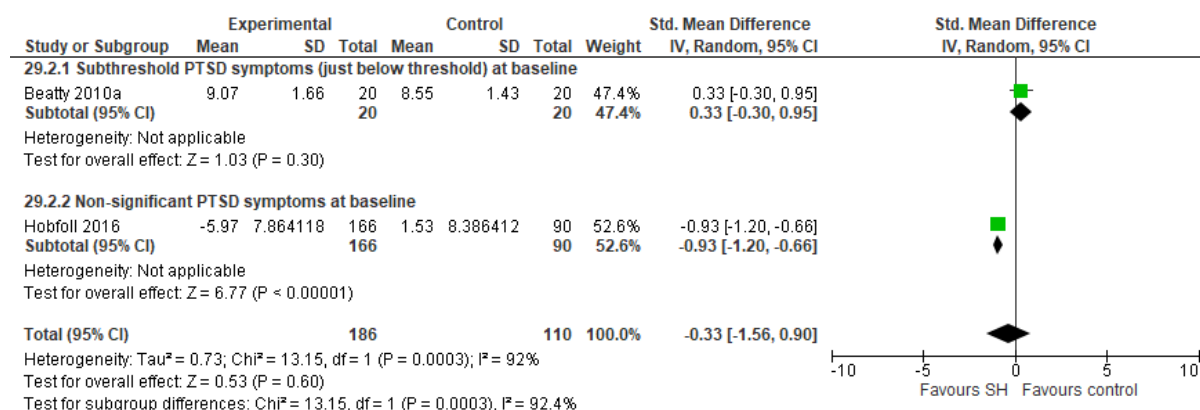 Experimental Control Std. Mean Difference Std. Mean Difference
Study or Subgroup Mean SD Total Mean SD Total Weight IV, Random, 95% CI IV, Random, 95% CI
29.2.1 Subthreshold PTSD symptoms (just below threshold) at baseline
Beatty 2010a 9.07 1.66 20 8.55 1.43 20 47.4% 0.33 [-0.30, 0.95]
Subtotal (95% CI) 20 20 47.4% 0.33 [-0.30, 0.95]
Heterogeneity: Not applicable
Test for overall effect: Z = 1.03 (P = 0.30)
29.2.2 Non-significant PTSD symptoms at baseline
Hobfoll 2016 -5.97 7.864118 166 1.53 8.386412 90 52.6% -0.93 [-1.20, -0.66]
Subtotal (95% CI) 166 90 52.6% -0.93 [-1.20, -0.66]
Heterogeneity: Not applicable
Test for overall effect: Z = 6.77 (P < 0.00001)
Total (95% CI) 186 110 100.0% -0.33 [-1.56, 0.90]
Heterogeneity: Tau² = 0.73; Chi² = 13.15, df = 1 (P = 0.0003); I² = 92%
Test for overall effect: Z = 0.53 (P = 0.60)
Test for subgroup differences: Chi² = 13.15, df = 1 (P = 0.0003), I² = 92.4%
-10 -5 0 5 10
Favours SH Favours control